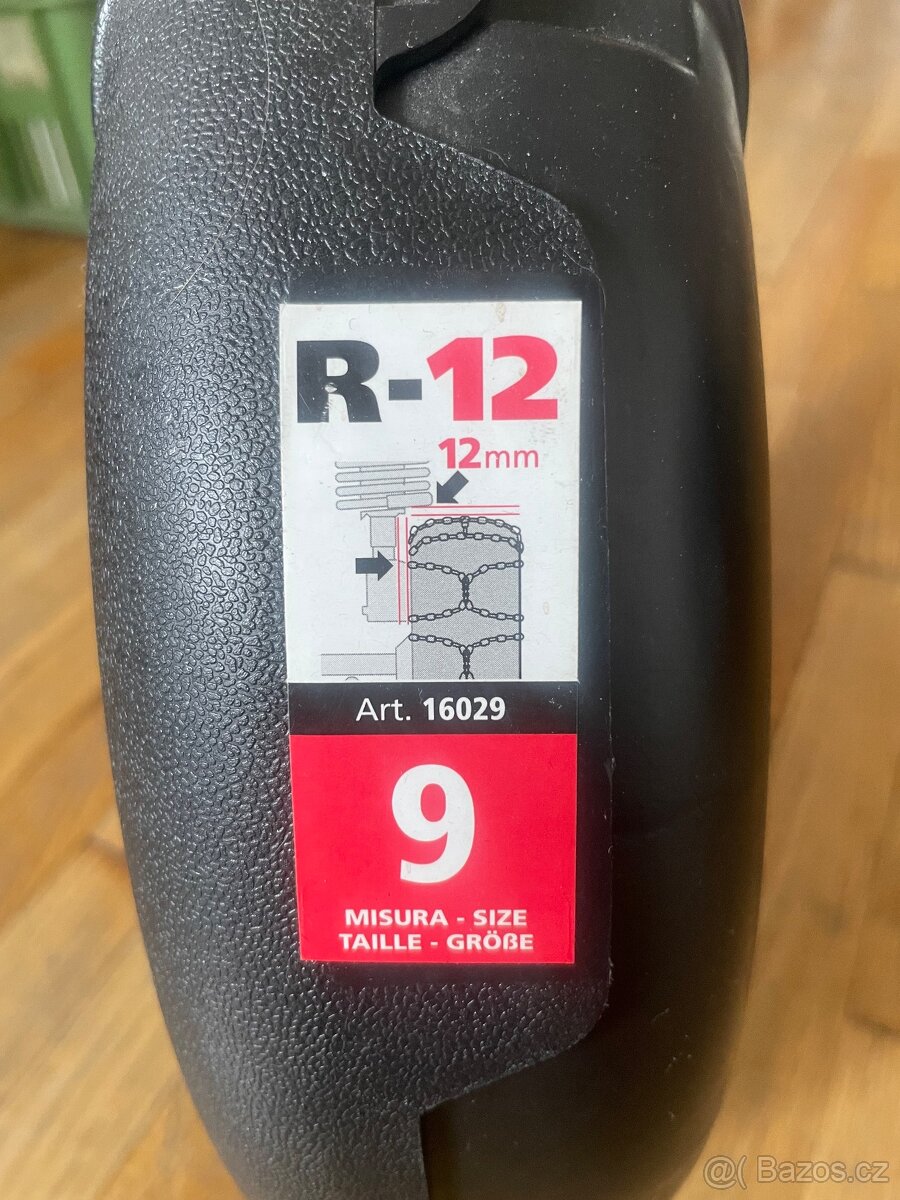 R-12
12mm
Art. 16029
9
MISURA - SIZE
TAILLE - GRÖßE
@( Bazos.cz